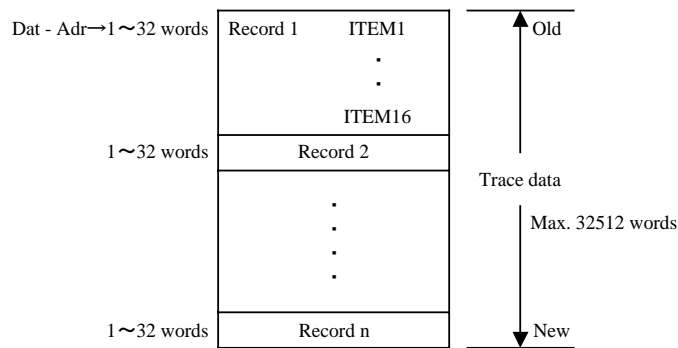 Dat - Adr→1～32 words Record 1 ITEM1 Old
ITEM16
1～32 words Record 2
Trace data
Max. 32512 words
1～32 words Record n New